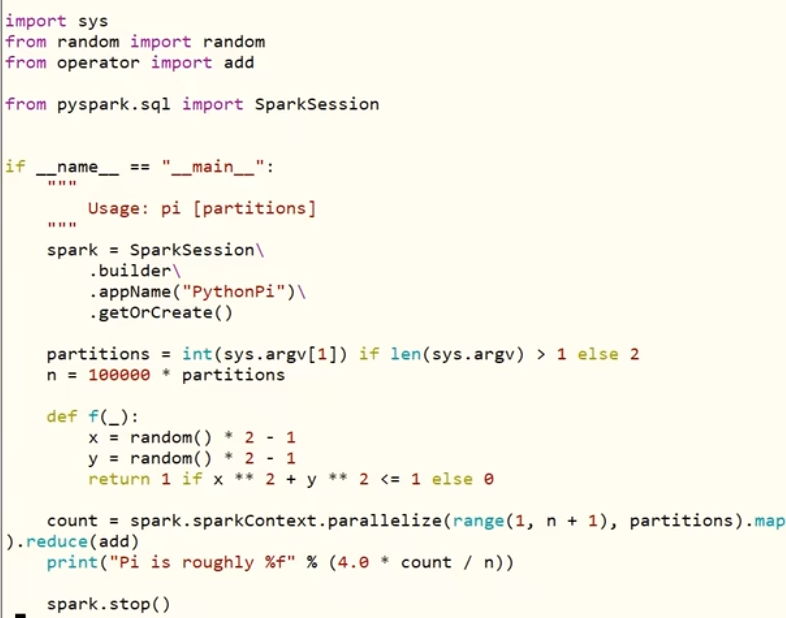 import sys
from random import random
from operator import add

from pyspark.sql import SparkSession


if __name__ == "__main__":
    """
        Usage: pi [partitions]
    """
    spark = SparkSession\
        .builder\
        .appName("PythonPi")\
        .getOrCreate()

    partitions = int(sys.argv[1]) if len(sys.argv) > 1 else 2
    n = 100000 * partitions

    def f(_):
        x = random() * 2 - 1
        y = random() * 2 - 1
        return 1 if x ** 2 + y ** 2 <= 1 else 0

    count = spark.sparkContext.parallelize(range(1, n + 1), partitions).map
).reduce(add)
    print("Pi is roughly %f" % (4.0 * count / n))

    spark.stop()